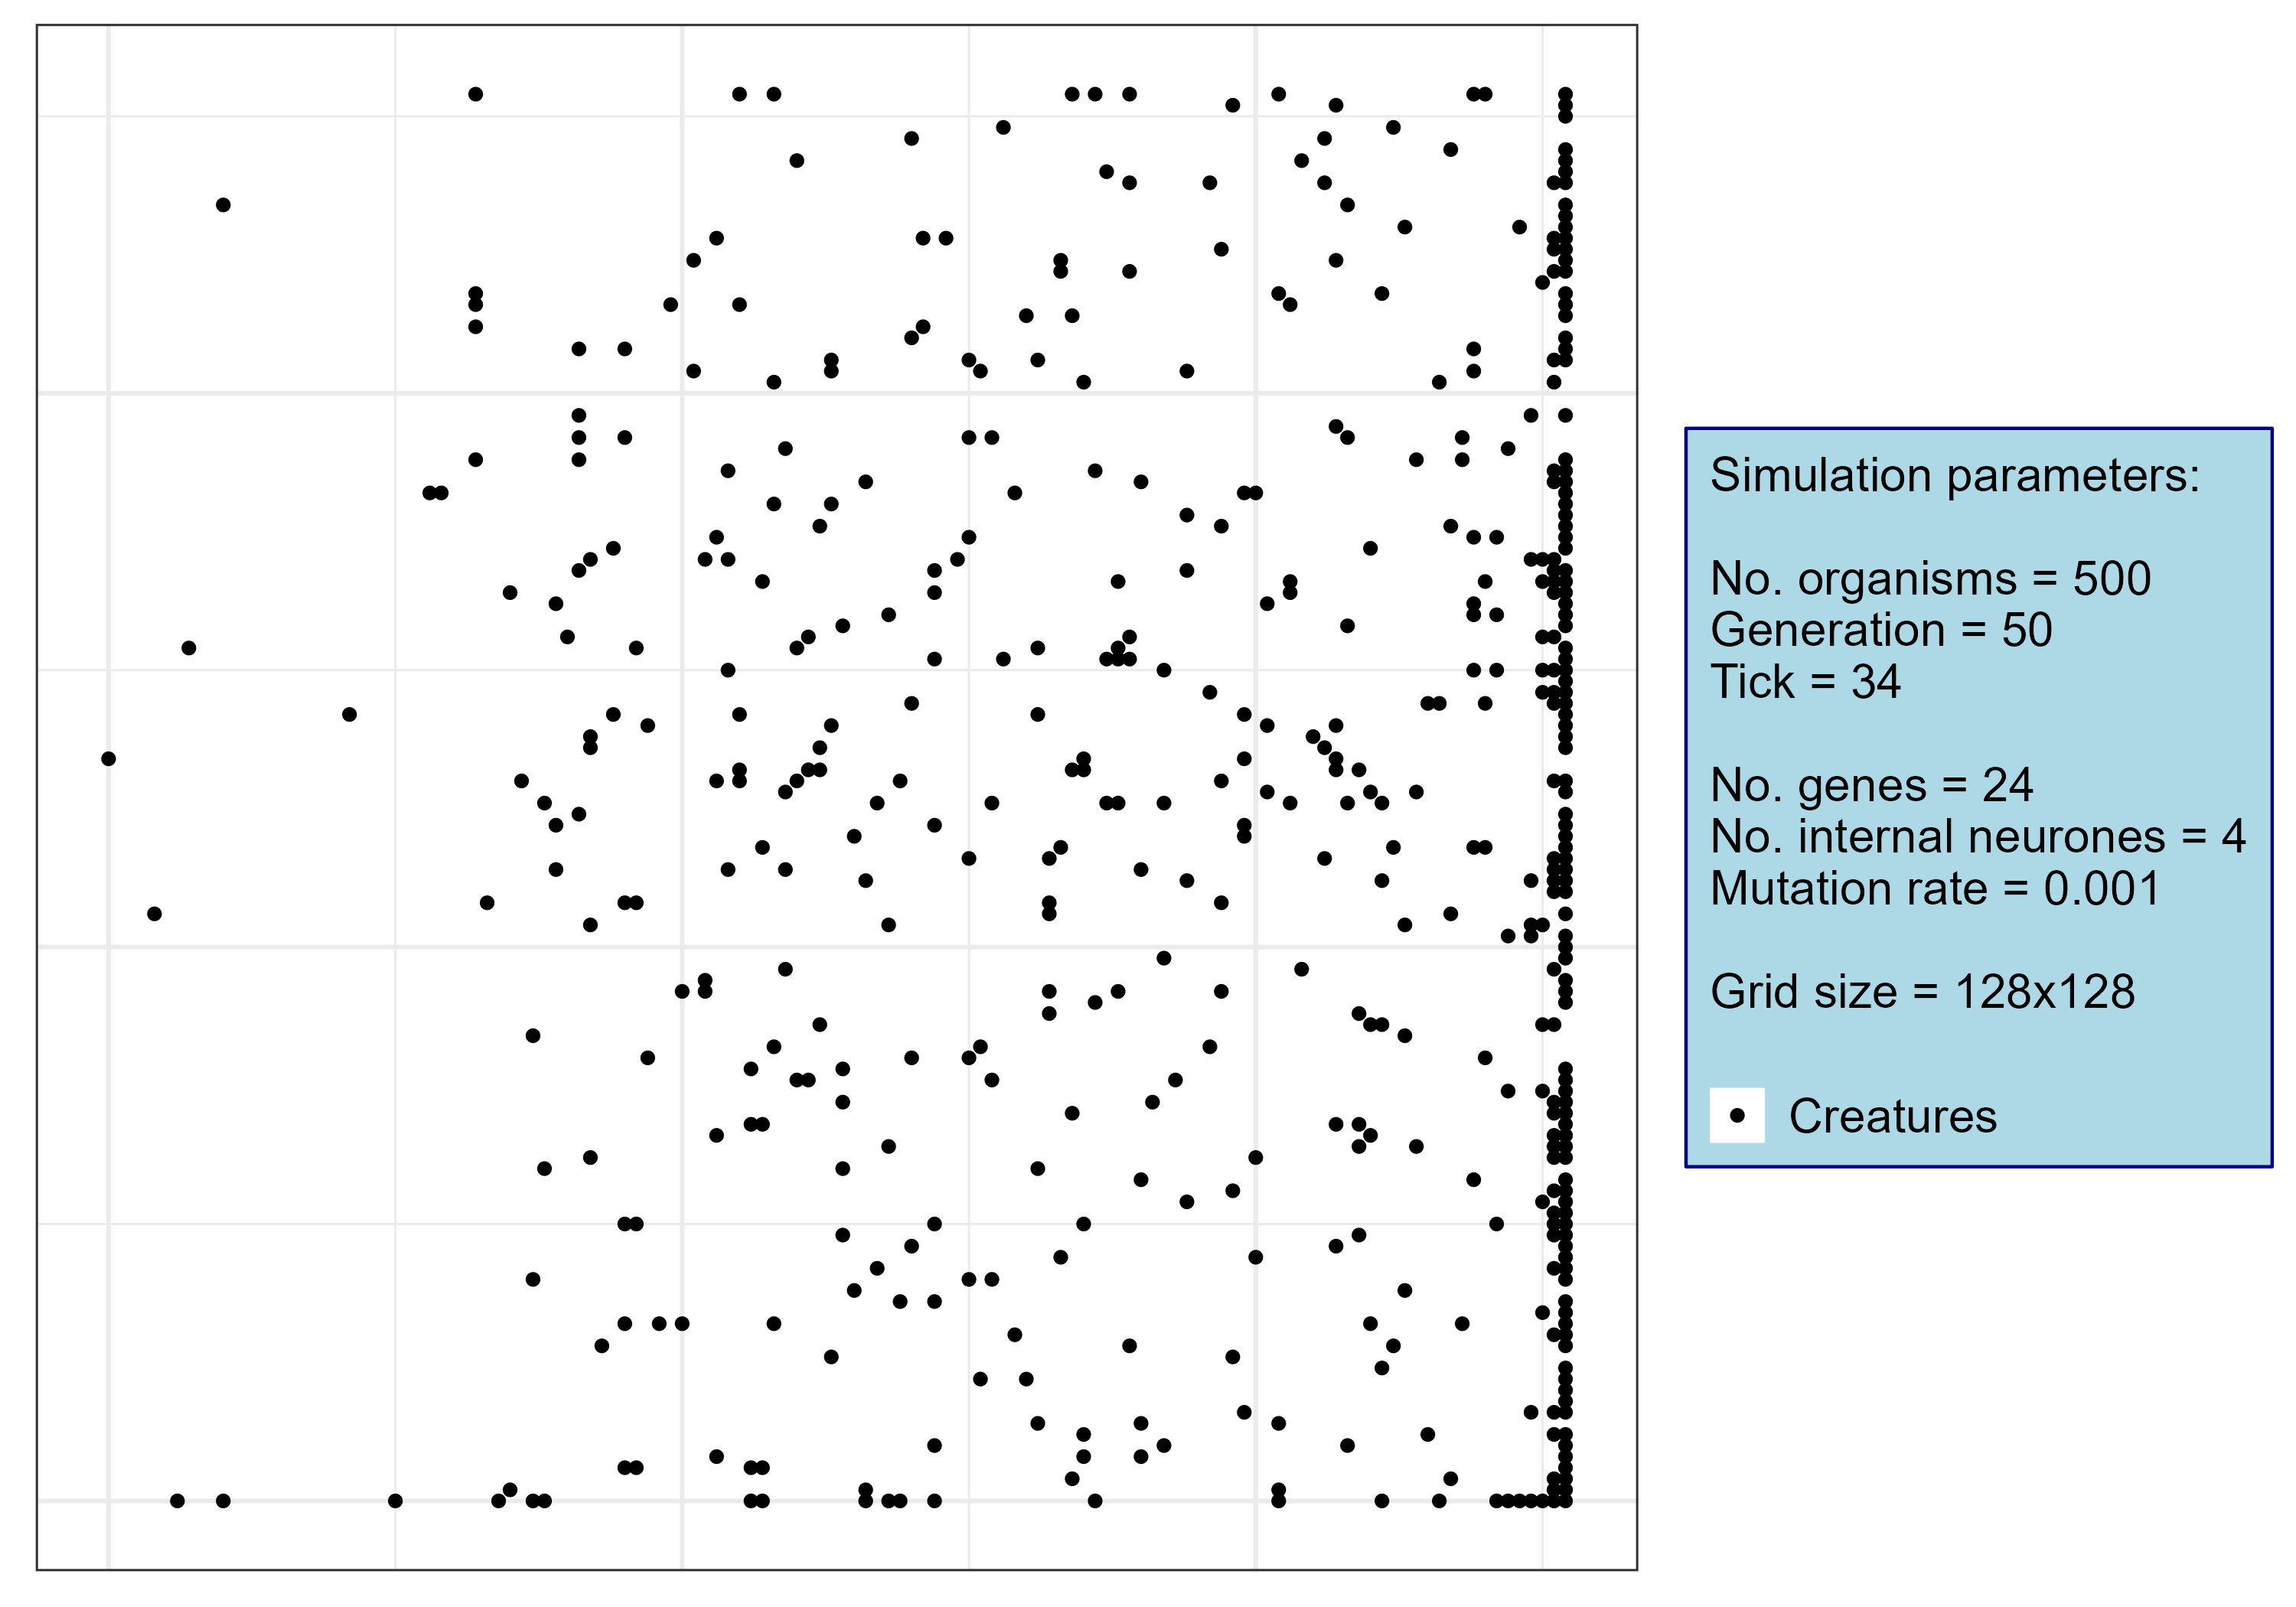 Simulation parameters:
No. organisms = 500
Generation = 50
Tick = 34
No. genes = 24
No. internal neurones = 4
Mutation rate = 0.001
Grid size = 128x128
Creatures